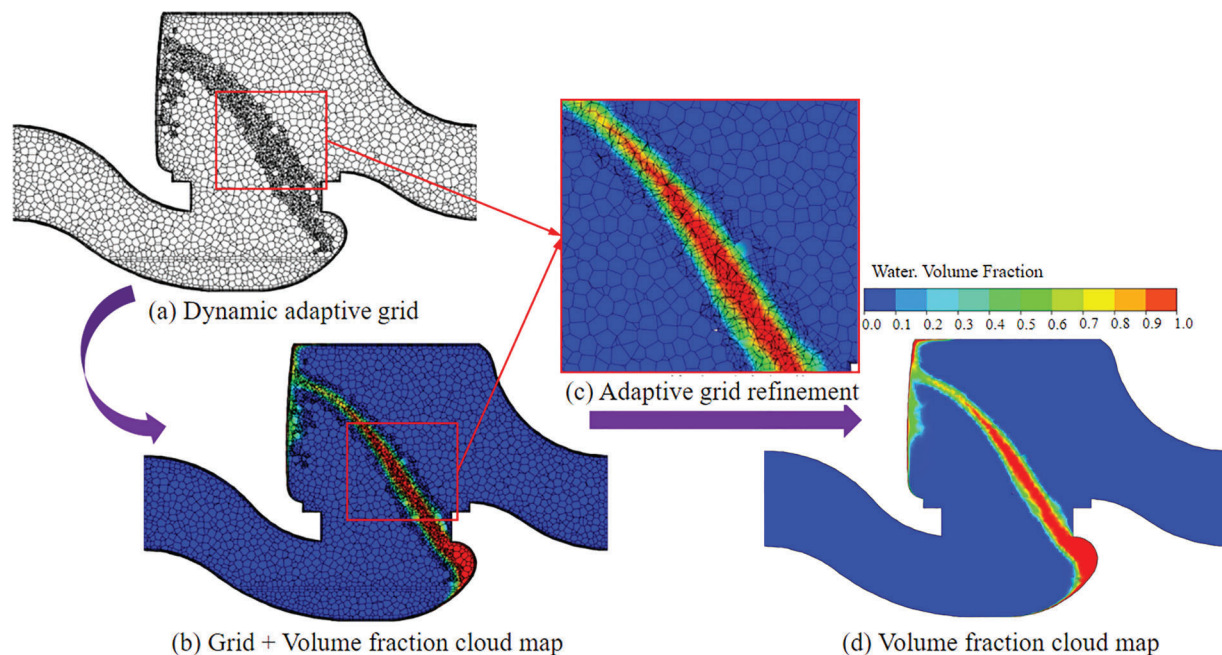 (a) Dynamic adaptive grid
Water. Volume Fraction
0.0 0.1 0.2 0.3 0.4 0.5 0.6 0.7 0.8 0.9 1.0
(c) Adaptive grid refinement
(b) Grid + Volume fraction cloud map
(d) Volume fraction cloud map